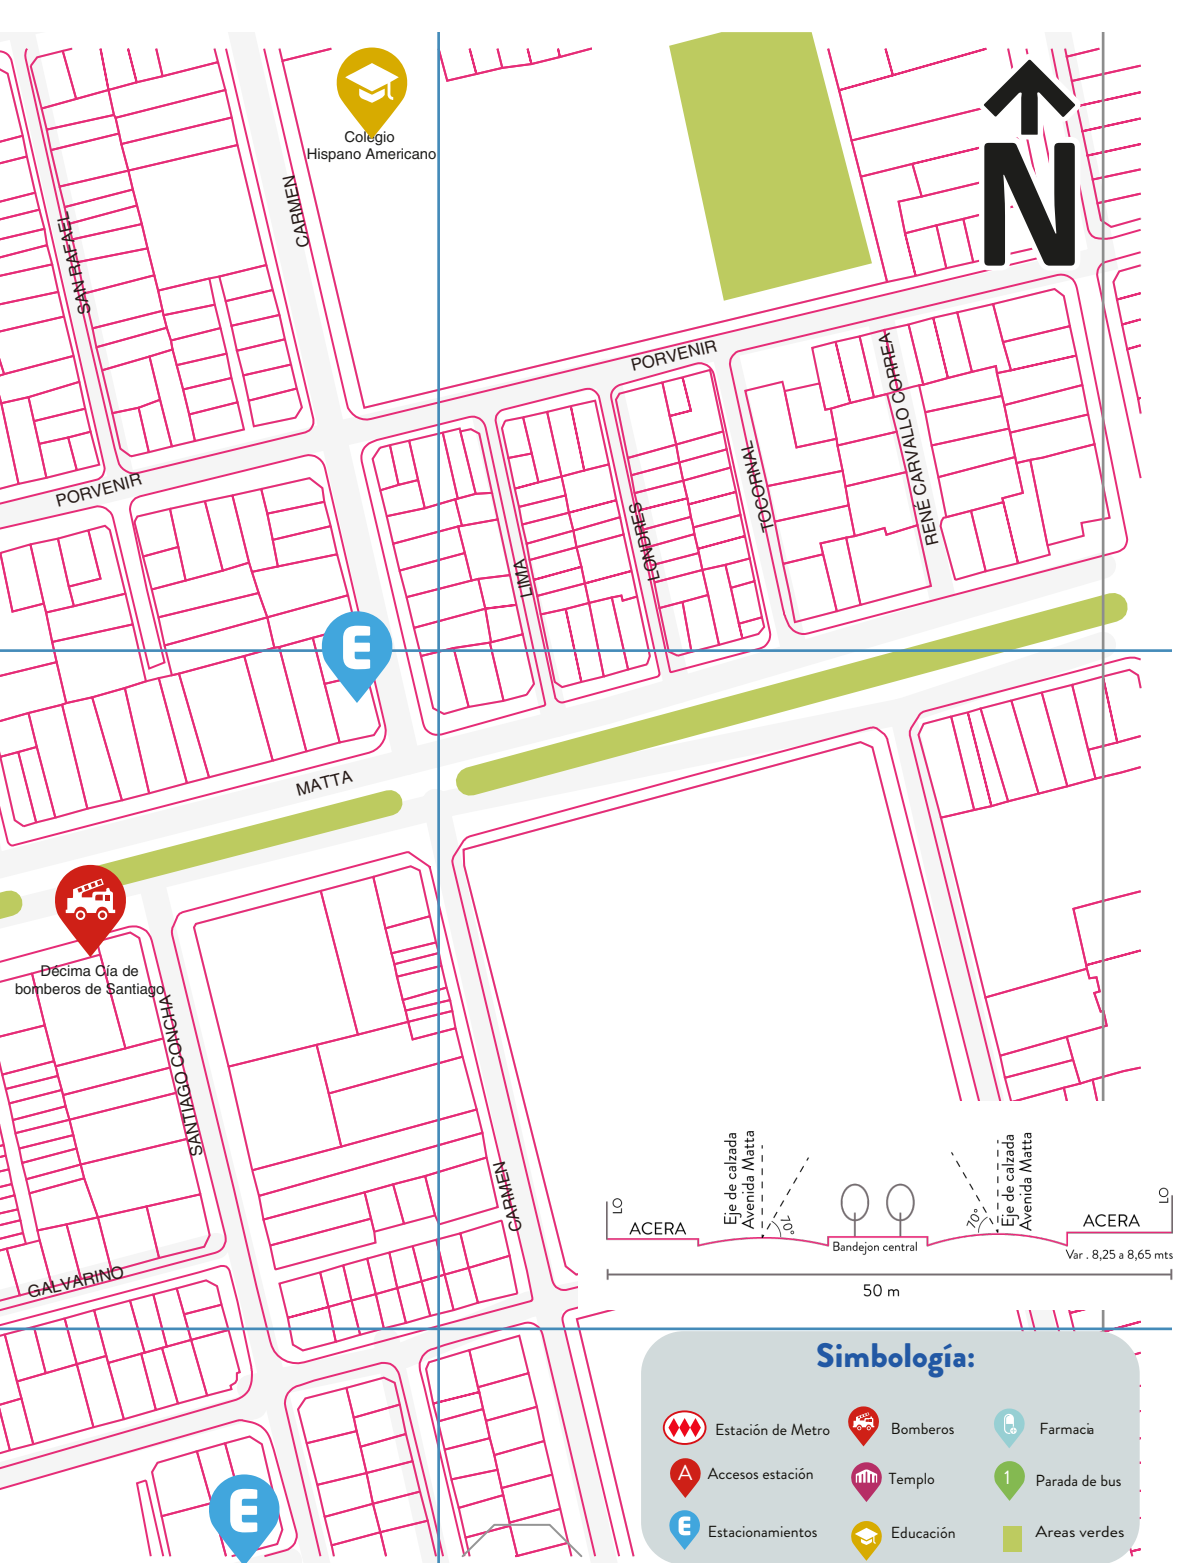 Colegio
Hispano Americano
N
CARMEN
SAN RAFAEL
PORVENIR
RENÉ CARVALLO CORREA
TOCORNAL
LONDRES
LIMA
PORVENIR
E
MATTA
Décima Cía de
bomberos de Santiago
SANTIAGO CONCHA
CARMEN
GALVARINO
E
Eje de calzada
Avenida Matta
Eje de calzada
Avenida Matta
LO
ACERA
70°
70°
Bandejon central
ACERA
LO
Var . 8,25 a 8,65 mts
50 m
Simbología:
Estación de Metro
Bomberos
Farmacia
A
Accesos estación
Templo
1
Parada de bus
E
Estacionamientos
Educación
Areas verdes